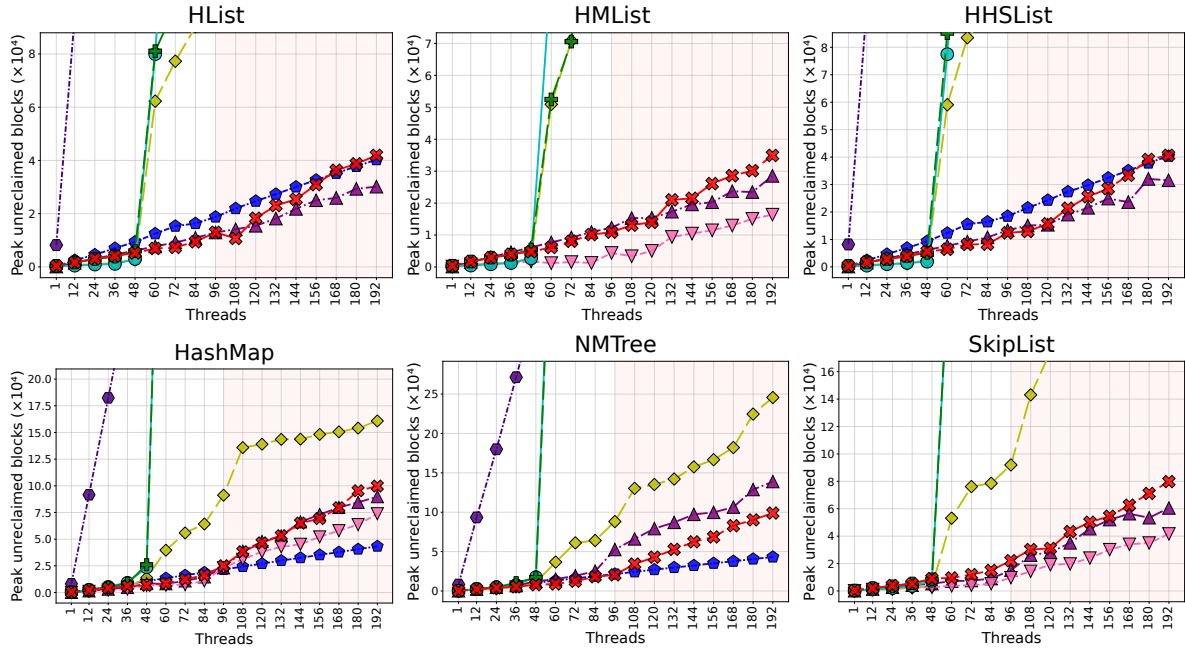 HList
HMList
HHSList
Peak unreclaimed blocks (×10⁴)
8
6
4
2
0
1 12 24 36 48 60 72 84 96 108 120 132 144 156 168 180 192
Threads
Peak unreclaimed blocks (×10⁴)
7
6
5
4
3
2
1
0
1 12 24 36 48 60 72 84 96 108 120 132 144 156 168 180 192
Threads
Peak unreclaimed blocks (×10⁴)
8
7
6
5
4
3
2
1
0
1 12 24 36 48 60 72 84 96 108 120 132 144 156 168 180 192
Threads
HashMap
NMTree
SkipList
Peak unreclaimed blocks (×10⁴)
20.0
17.5
15.0
12.5
10.0
7.5
5.0
2.5
0.0
1 12 24 36 48 60 72 84 96 108 120 132 144 156 168 180 192
Threads
Peak unreclaimed blocks (×10⁴)
25
20
15
10
5
0
1 12 24 36 48 60 72 84 96 108 120 132 144 156 168 180 192
Threads
Peak unreclaimed blocks (×10⁴)
16
14
12
10
8
6
4
2
0
1 12 24 36 48 60 72 84 96 108 120 132 144 156 168 180 192
Threads